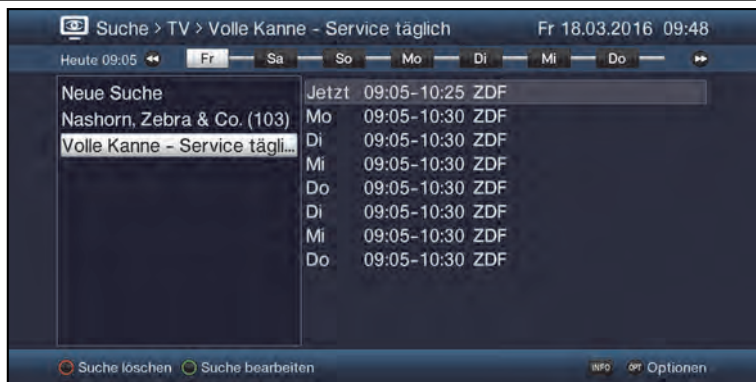 Suche > TV > Volle Kanne - Service täglich Fr 18.03.2016 09:48
Heute 09:05 Fr Sa So Mo Di Mi Do
Neue Suche
Nashorn, Zebra & Co. (103)
Volle Kanne - Service tägli...
Jetzt 09:05-10:25 ZDF
Mo 09:05-10:30 ZDF
Di 09:05-10:30 ZDF
Mi 09:05-10:30 ZDF
Do 09:05-10:30 ZDF
Di 09:05-10:30 ZDF
Mi 09:05-10:30 ZDF
Do 09:05-10:30 ZDF
Suche löschen Suche bearbeiten INFO OPT Optionen